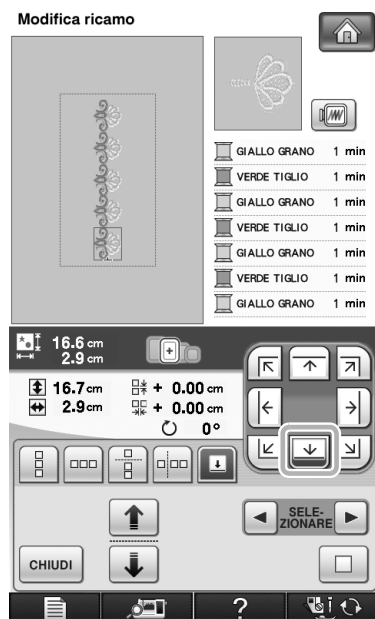 Modifica ricamo
GIALLO GRANO 1 min
VERDE TIGLIO 1 min
GIALLO GRANO 1 min
VERDE TIGLIO 1 min
GIALLO GRANO 1 min
VERDE TIGLIO 1 min
GIALLO GRANO 1 min
16.6 cm
2.9 cm
16.7 cm + 0.00 cm
2.9 cm + 0.00 cm
0°
SELE-
ZIONARE
CHIUDI
?